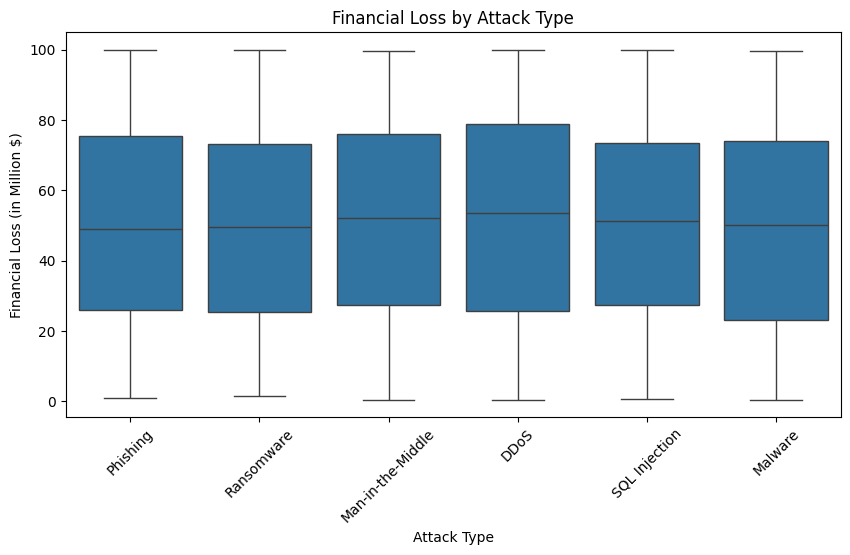 Financial Loss by Attack Type
Financial Loss (in Million $)
100
80
60
40
20
0
Phishing
Ransomware
Man-in-the-Middle
DDoS
SQL Injection
Malware
Attack Type